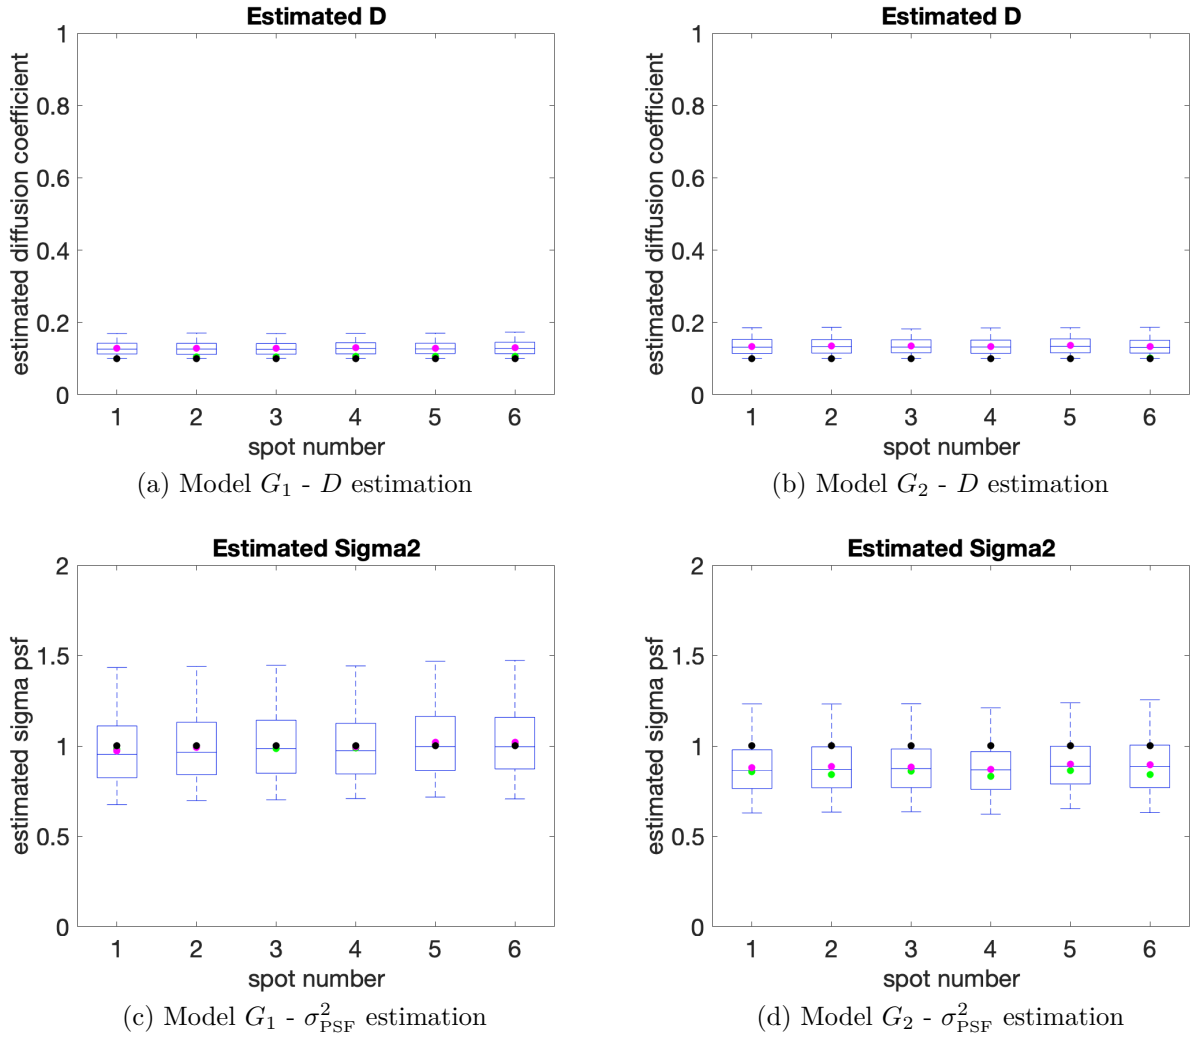 Estimated D
1
0.8
0.6
0.4
0.2
0
estimated diffusion coefficient
1 2 3 4 5 6
spot number
(a) Model G₁ - D estimation
Estimated D
1
0.8
0.6
0.4
0.2
0
estimated diffusion coefficient
1 2 3 4 5 6
spot number
(b) Model G₂ - D estimation
Estimated Sigma2
2
1.5
1
0.5
0
estimated sigma psf
1 2 3 4 5 6
spot number
(c) Model G₁ - σ²_PSF estimation
Estimated Sigma2
2
1.5
1
0.5
0
estimated sigma psf
1 2 3 4 5 6
spot number
(d) Model G₂ - σ²_PSF estimation